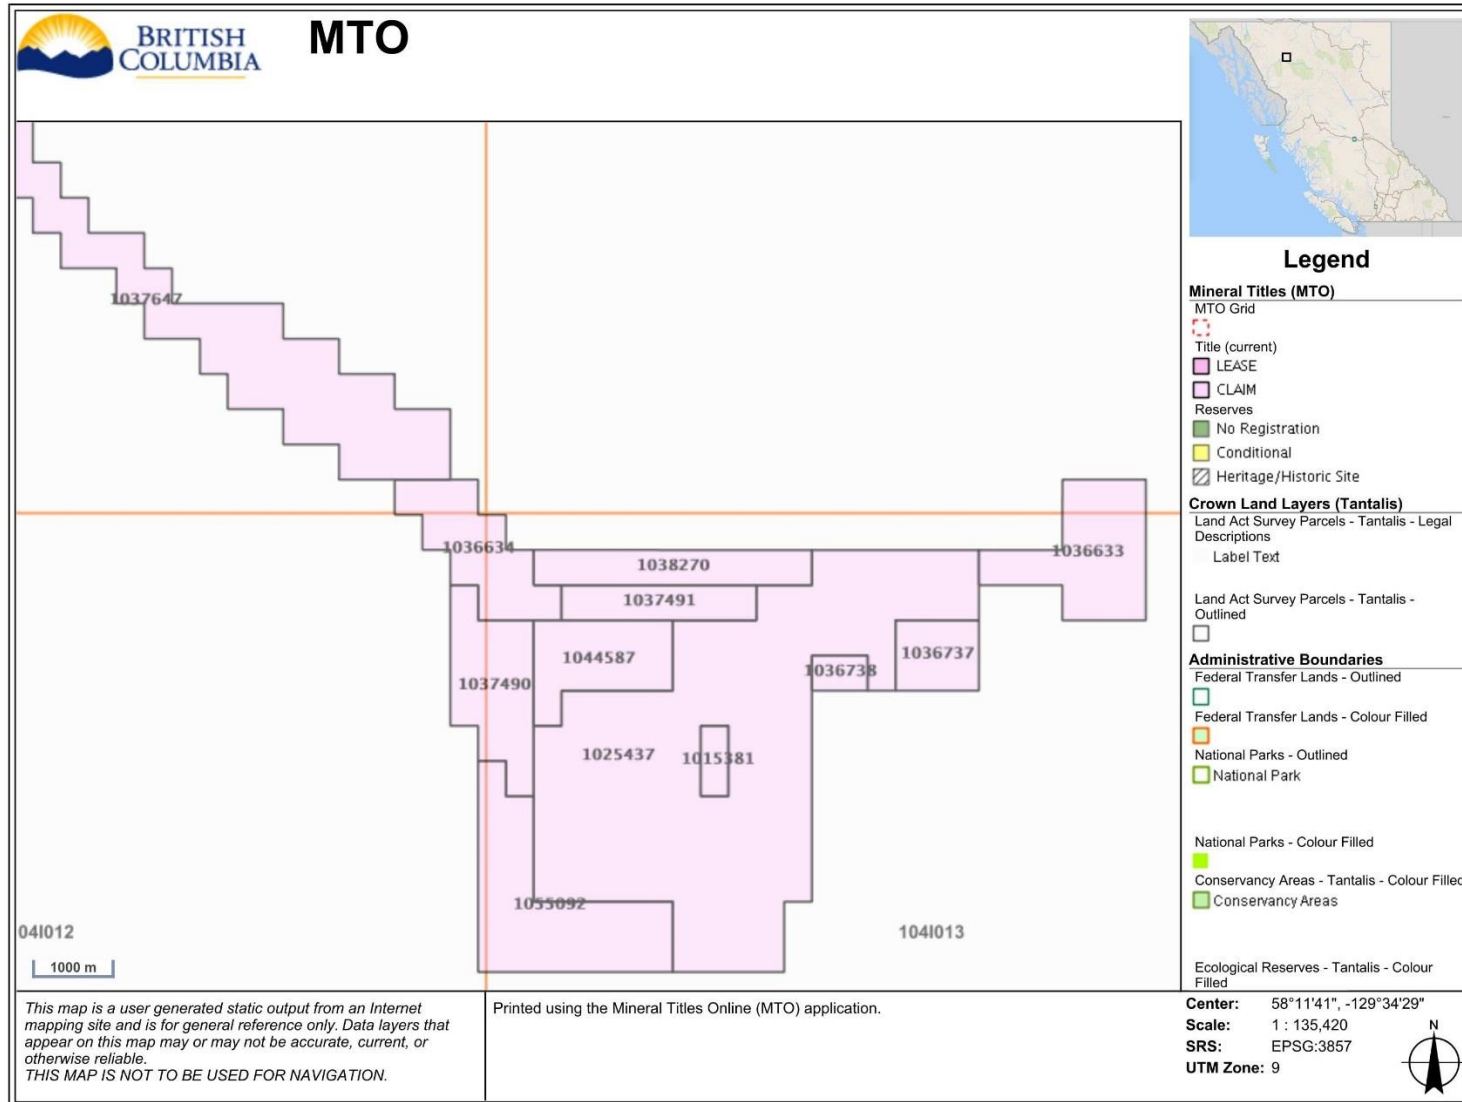 BRITISH
COLUMBIA
MTO
1037647
1036634
1038270
1036633
1037491
1044587
1036737
1036738
1037490
1025437
1015381
1055092
04I012
104I013
1000 m
Legend
Mineral Titles (MTO)
MTO Grid
Title (current)
LEASE
CLAIM
Reserves
No Registration
Conditional
Heritage/Historic Site
Crown Land Layers (Tantalis)
Land Act Survey Parcels - Tantalis - Legal
Descriptions
Label Text
Land Act Survey Parcels - Tantalis -
Outlined
Administrative Boundaries
Federal Transfer Lands - Outlined
Federal Transfer Lands - Colour Filled
National Parks - Outlined
National Park
National Parks - Colour Filled
Conservancy Areas - Tantalis - Colour Filled
Conservancy Areas
Ecological Reserves - Tantalis - Colour
Filled
This map is a user generated static output from an Internet
mapping site and is for general reference only. Data layers that
appear on this map may or may not be accurate, current, or
otherwise reliable.
THIS MAP IS NOT TO BE USED FOR NAVIGATION.
Printed using the Mineral Titles Online (MTO) application.
Center: 58°11'41", -129°34'29"
Scale: 1 : 135,420
SRS: EPSG:3857
UTM Zone: 9
N